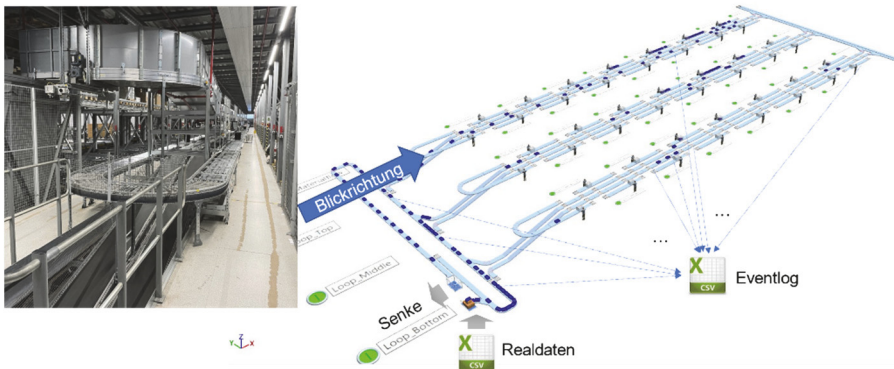 Blickrichtung
Loop_Top
Loop_Middle
Senke
Loop_Bottom
...
...
X
CSV
Eventlog
Z
Y
X
X
CSV
Realdaten